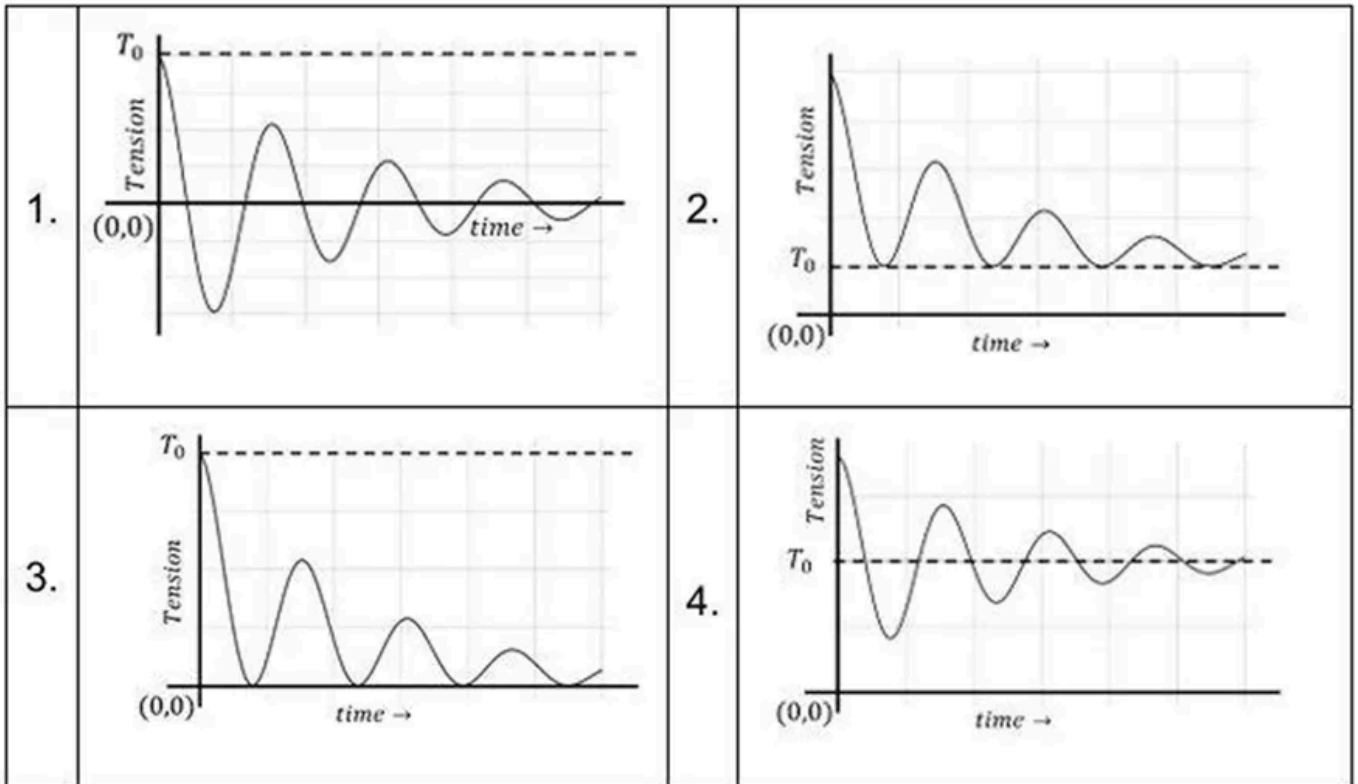 1.
T₀
Tension
(0,0)
time →
2.
Tension
T₀
(0,0)
time →
3.
T₀
Tension
(0,0)
time →
4.
Tension
T₀
(0,0)
time →